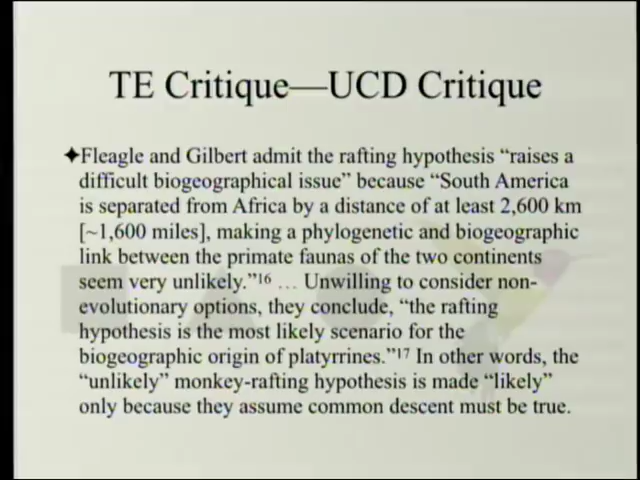 TE Critique—UCD Critique
✦Fleagle and Gilbert admit the rafting hypothesis “raises a
difficult biogeographical issue” because “South America
is separated from Africa by a distance of at least 2,600 km
[~1,600 miles], making a phylogenetic and biogeographic
link between the primate faunas of the two continents
seem very unlikely.”¹⁶ … Unwilling to consider non-
evolutionary options, they conclude, “the rafting
hypothesis is the most likely scenario for the
biogeographic origin of platyrrines.”¹⁷ In other words, the
“unlikely” monkey-rafting hypothesis is made “likely”
only because they assume common descent must be true.